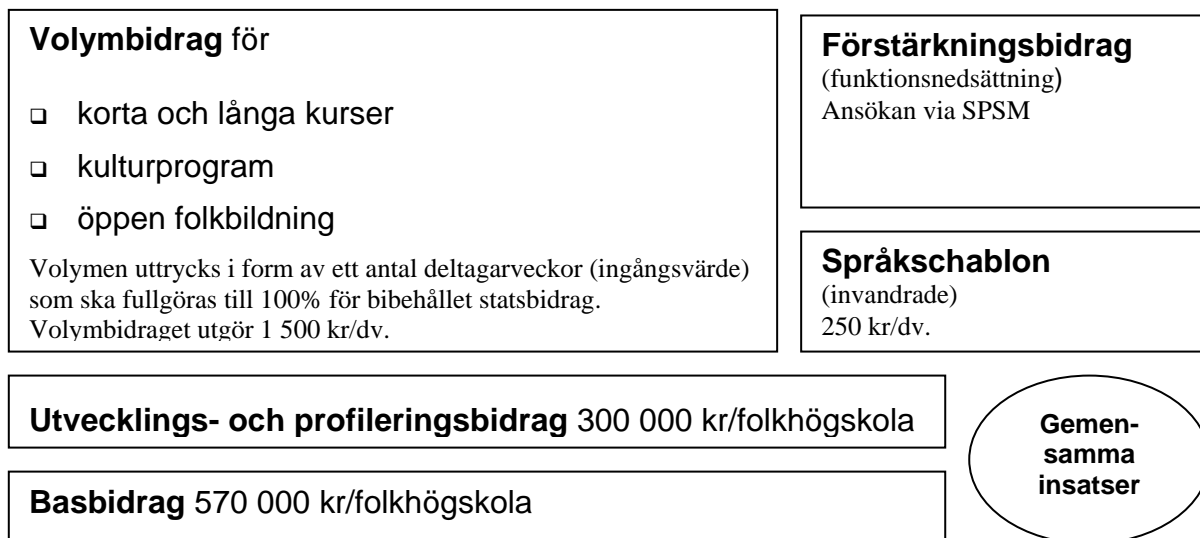 Volymbidrag för
❑ korta och långa kurser
❑ kulturprogram
❑ öppen folkbildning
Volymen uttrycks i form av ett antal deltagarveckor (ingångsvärde)
som ska fullgöras till 100% för bibehållet statsbidrag.
Volymbidraget utgör 1 500 kr/dv.
Förstärkningsbidrag
(funktionsnedsättning)
Ansökan via SPSM
Språkschablon
(invandrade)
250 kr/dv.
Utvecklings- och profileringsbidrag 300 000 kr/folkhögskola
Basbidrag 570 000 kr/folkhögskola
Gemen-
samma
insatser